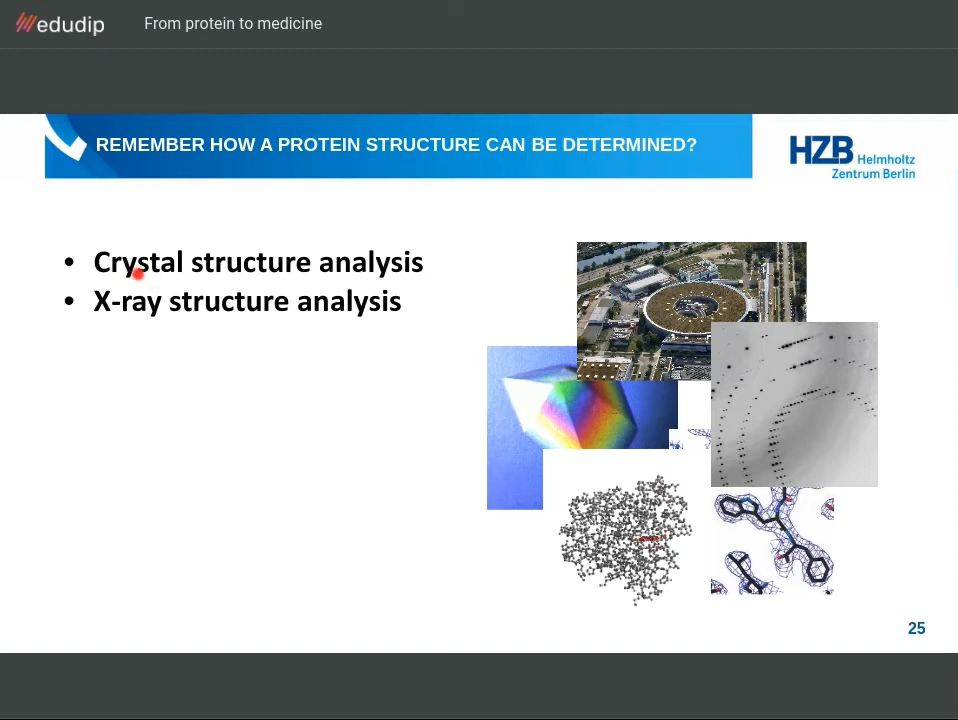 edudip
From protein to medicine
REMEMBER HOW A PROTEIN STRUCTURE CAN BE DETERMINED?
HZB Helmholtz
Zentrum Berlin
• Crystal structure analysis
• X-ray structure analysis
25